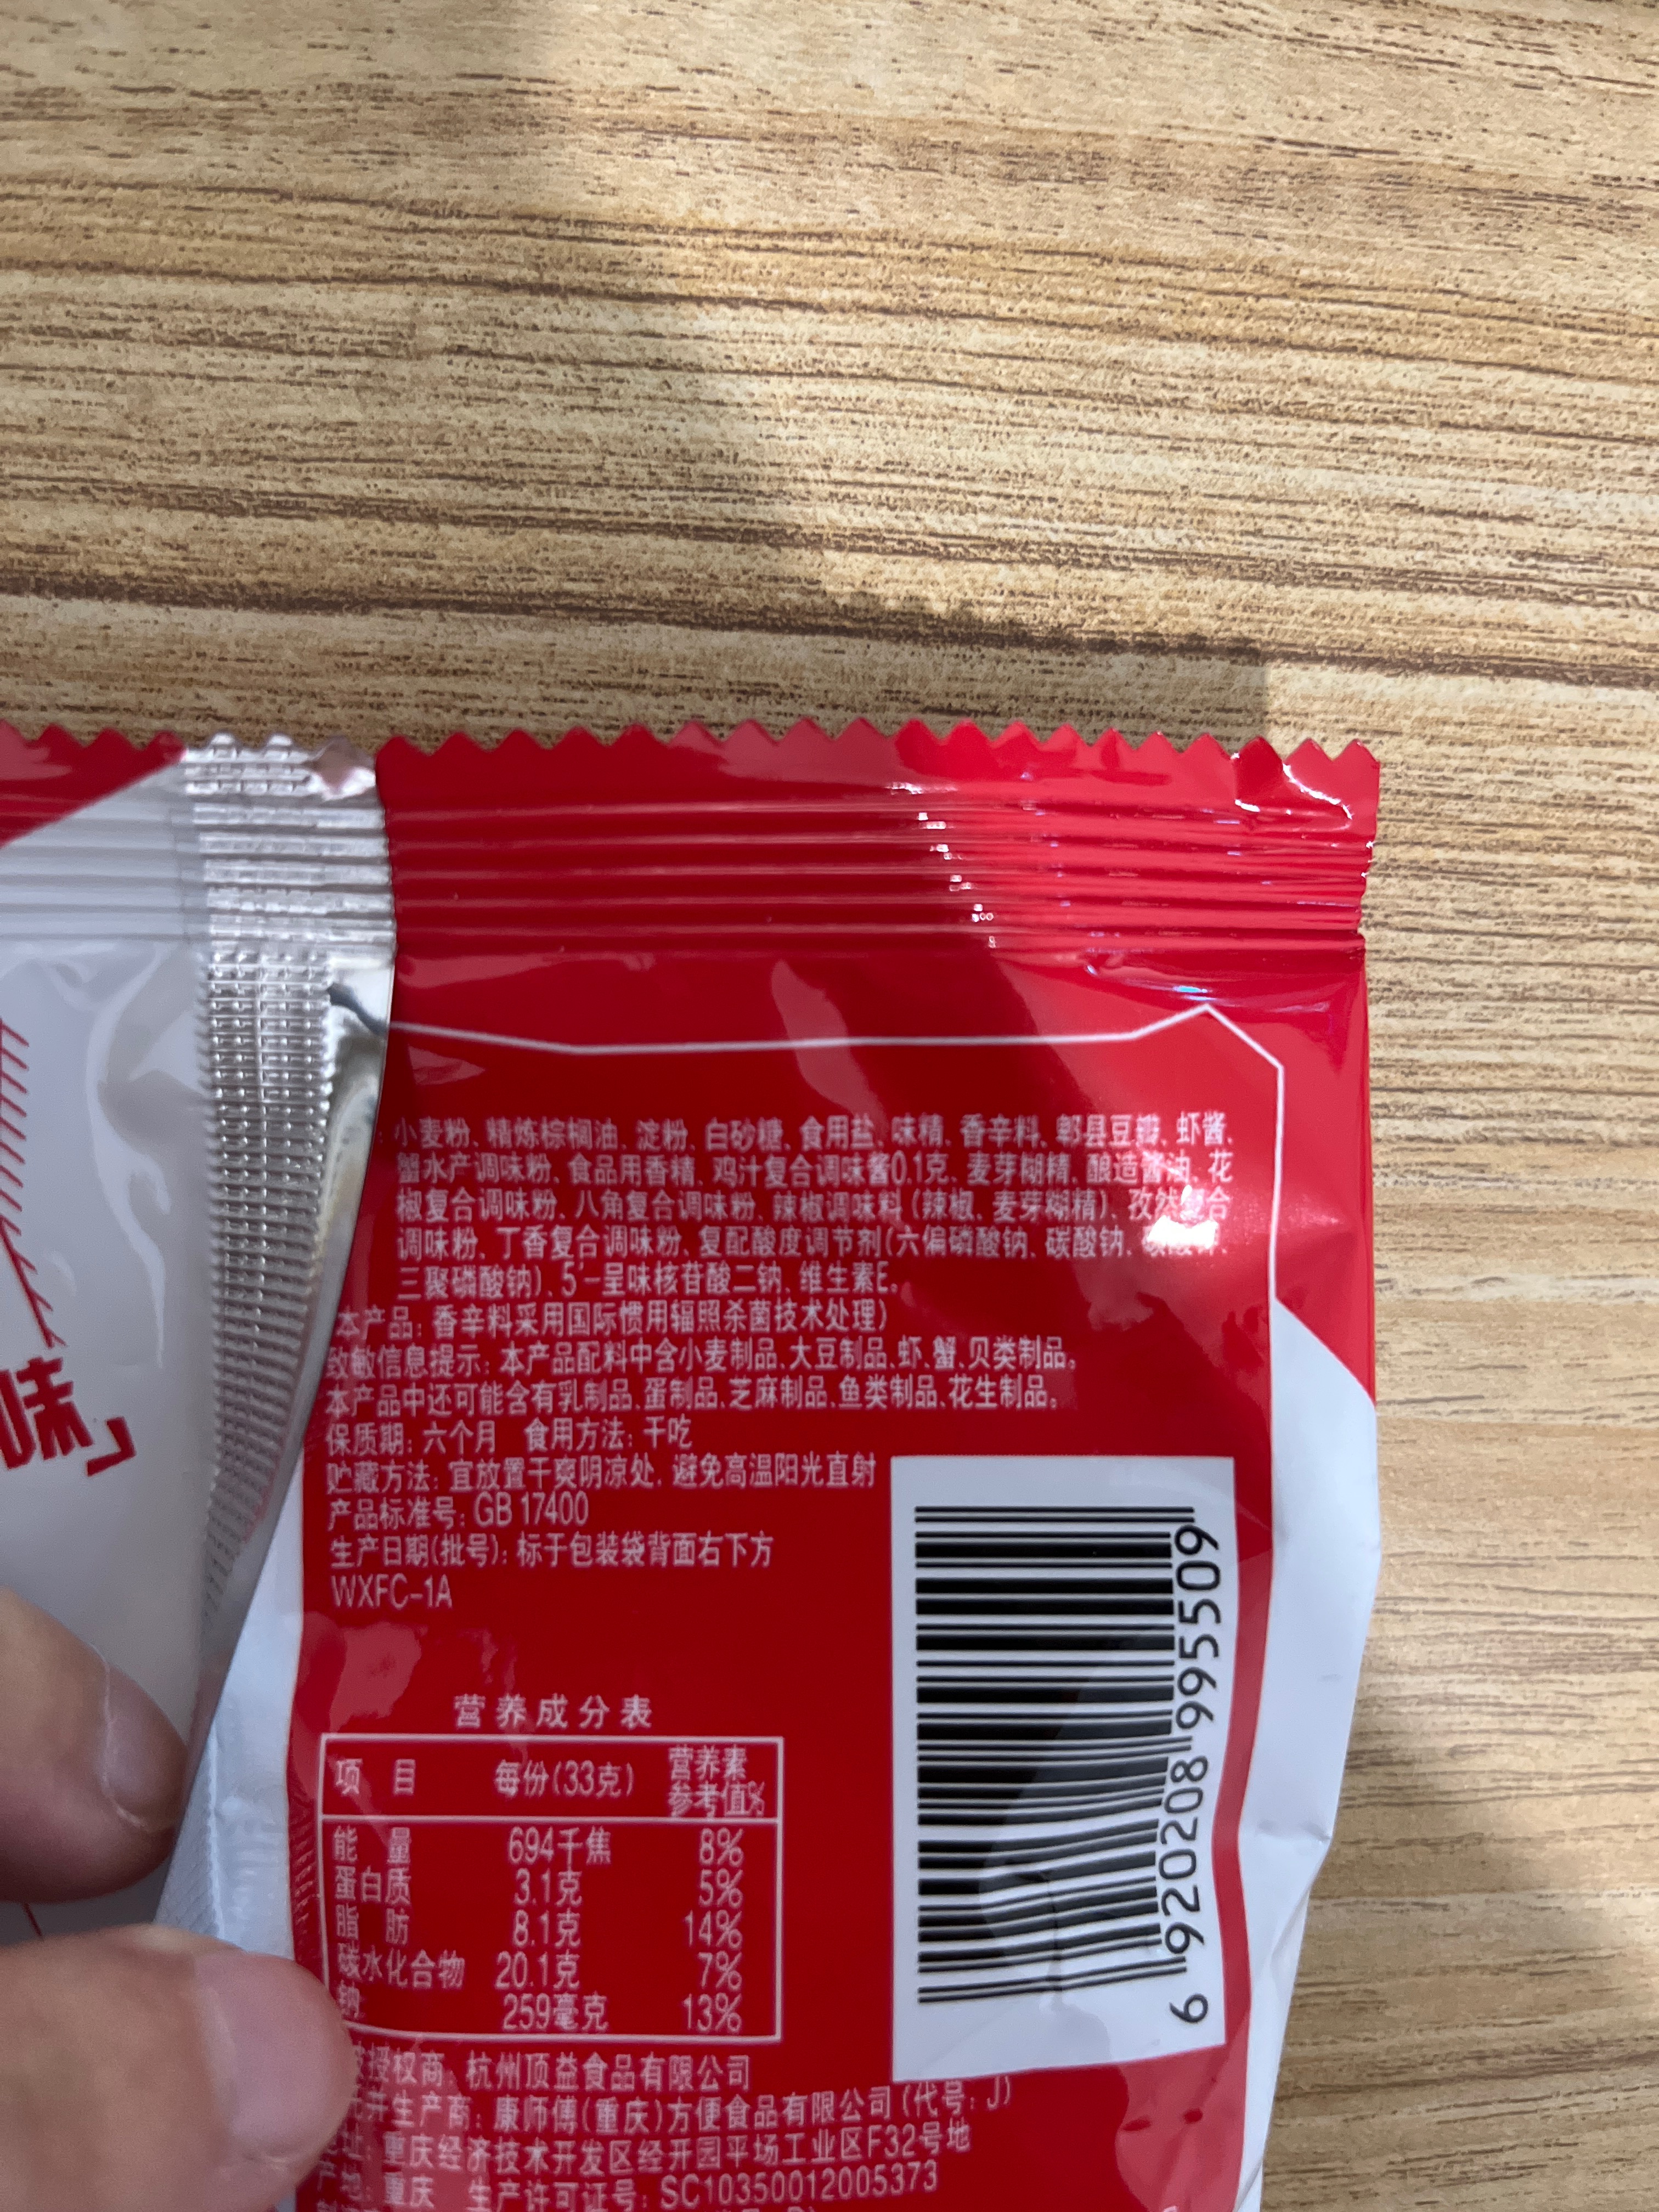 味」
小麦粉、精炼棕榈油、淀粉、白砂糖、食用盐、味精、香辛料、郫县豆瓣、虾酱、
蟹水产调味粉、食品用香精、鸡汁复合调味酱0.1克、麦芽糊精、酿造酱油、花
椒复合调味粉、八角复合调味粉、辣椒调味料(辣椒、麦芽糊精)、孜然复合
调味粉、丁香复合调味粉、复配酸度调节剂(六偏磷酸钠、碳酸钠、
三聚磷酸钠)、5'-呈味核苷酸二钠、维生素E。
本产品:香辛料采用国际惯用辐照杀菌技术处理)
致敏信息提示:本产品配料中含小麦制品、大豆制品、虾、蟹、贝类制品。
本产品中还可能含有乳制品、蛋制品、芝麻制品、鱼类制品、花生制品。
保质期:六个月 食用方法:干吃
贮藏方法:宜放置干爽阴凉处,避免高温阳光直射
产品标准号:GB 17400
生产日期(批号):标于包装袋背面右下方
WXFC-1A
6 920208 995509
营养成分表
项 目 每份(33克) 营养素参考值%
能 量 694千焦 8%
蛋白质 3.1克 5%
脂 肪 8.1克 14%
碳水化合物 20.1克 7%
钠 259毫克 13%
授权商:杭州顶益食品有限公司
生产商:康师傅(重庆)方便食品有限公司(代号:J)
址:重庆经济技术开发区经开园平场工业区F32号地
产地:重庆 生产许可证号:SC10350012005373